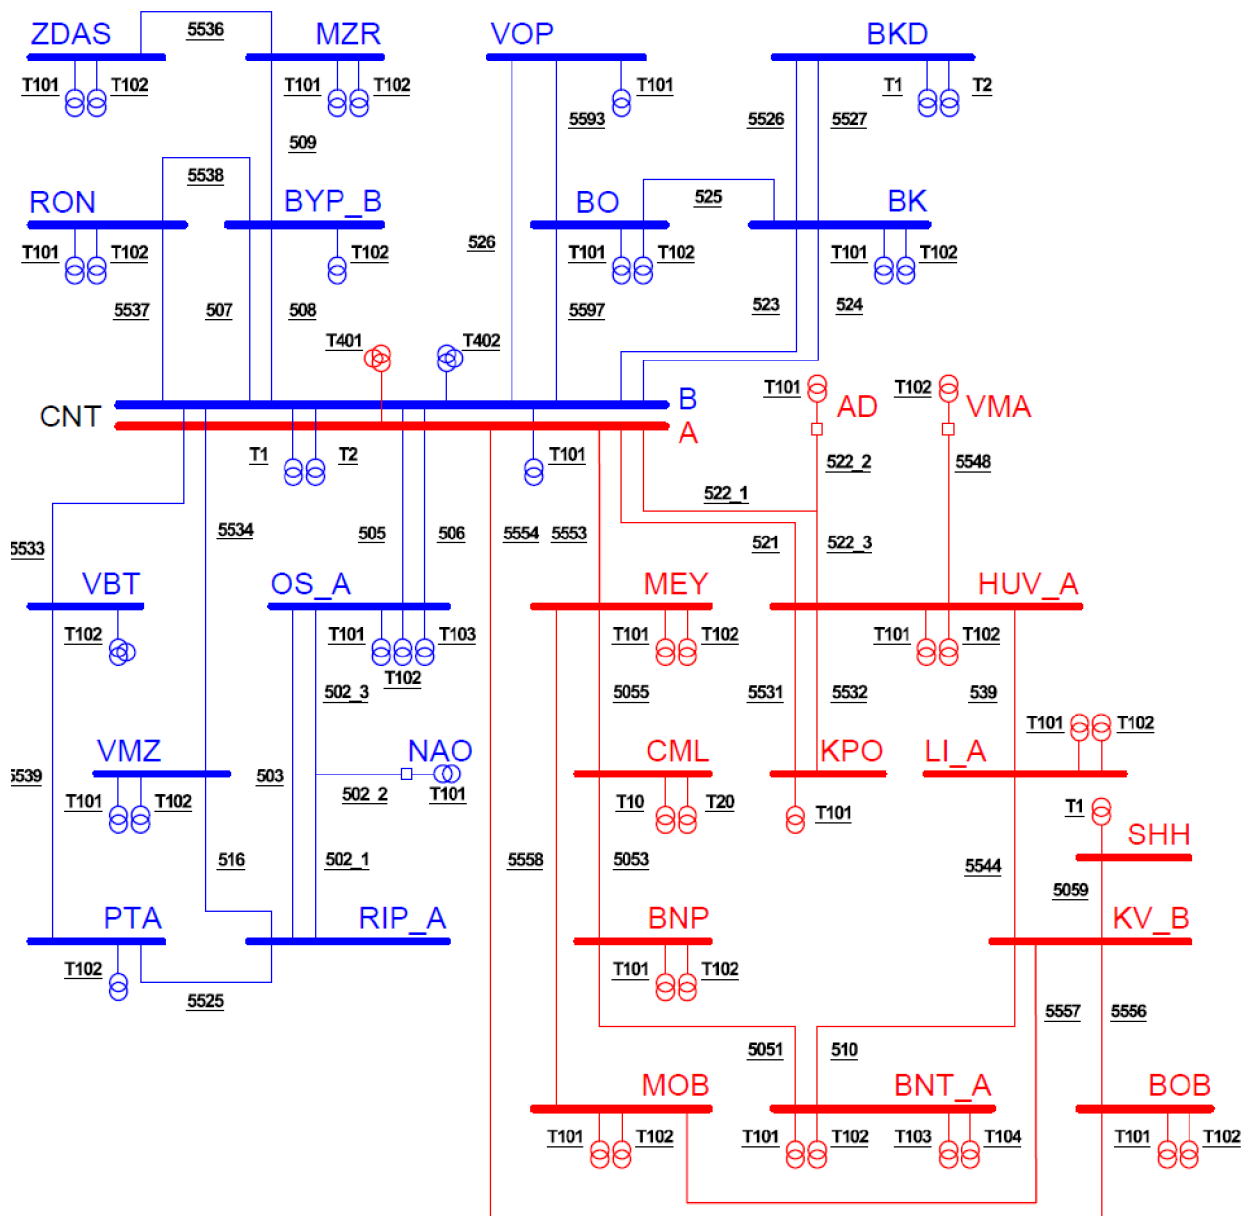 5536
ZDAS MZR VOP BKD
T101 T102 T101 T102 T101 T1 T2
5593 5526 5527
509
5538 525
RON BYP_B BO BK
526
T101 T102 T102 T101 T102 T101 T102
5537 507 508 5597 523 524
T401 T402
T101 T102
B AD VMA
CNT
A
T1 T2 T101 522_2 5548
522_1
5534 505 506 5554 5553 521 522_3
5533
VBT OS_A MEY HUV_A
T102 T101 T103 T101 T102 T101 T102
T102
502_3 5055 5531 5532 539
T101 T102
VMZ NAO CML KPO LI_A
5539 503 502_2 T101
T101 T102 T10 T20 T101 T1
SHH
516 502_1 5558 5053 5544
5059
PTA RIP_A BNP KV_B
T102 T101 T102
5525 5557 5556
5051 510
MOB BNT_A BOB
T101 T102 T101 T102 T103 T104 T101 T102